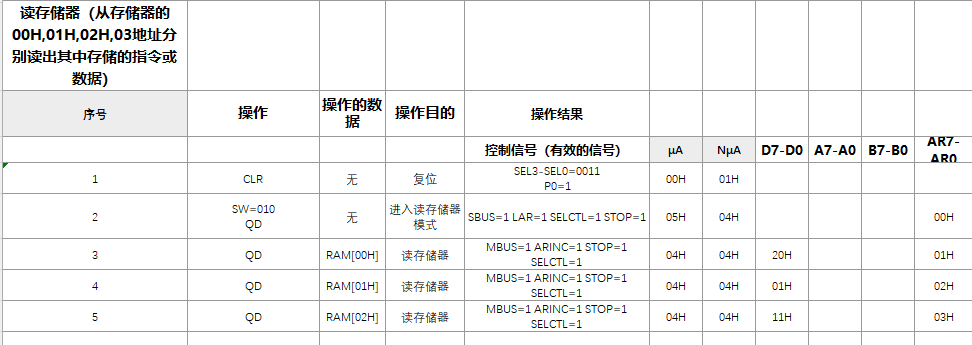 读存储器（从存储器的
00H,01H,02H,03地址分
别读出其中存储的指令或
数据）
序号 操作 操作的数据 操作目的 操作结果
控制信号（有效的信号） μA NμA D7-D0 A7-A0 B7-B0 AR7-AR0
1 CLR 无 复位 SEL3-SEL0=0011 P0=1 00H 01H
2 SW=010 QD 无 进入读存储器模式 SBUS=1 LAR=1 SELCTL=1 STOP=1 05H 04H 00H
3 QD RAM[00H] 读存储器 MBUS=1 ARINC=1 STOP=1 SELCTL=1 04H 04H 20H 01H
4 QD RAM[01H] 读存储器 MBUS=1 ARINC=1 STOP=1 SELCTL=1 04H 04H 01H 02H
5 QD RAM[02H] 读存储器 MBUS=1 ARINC=1 STOP=1 SELCTL=1 04H 04H 11H 03H